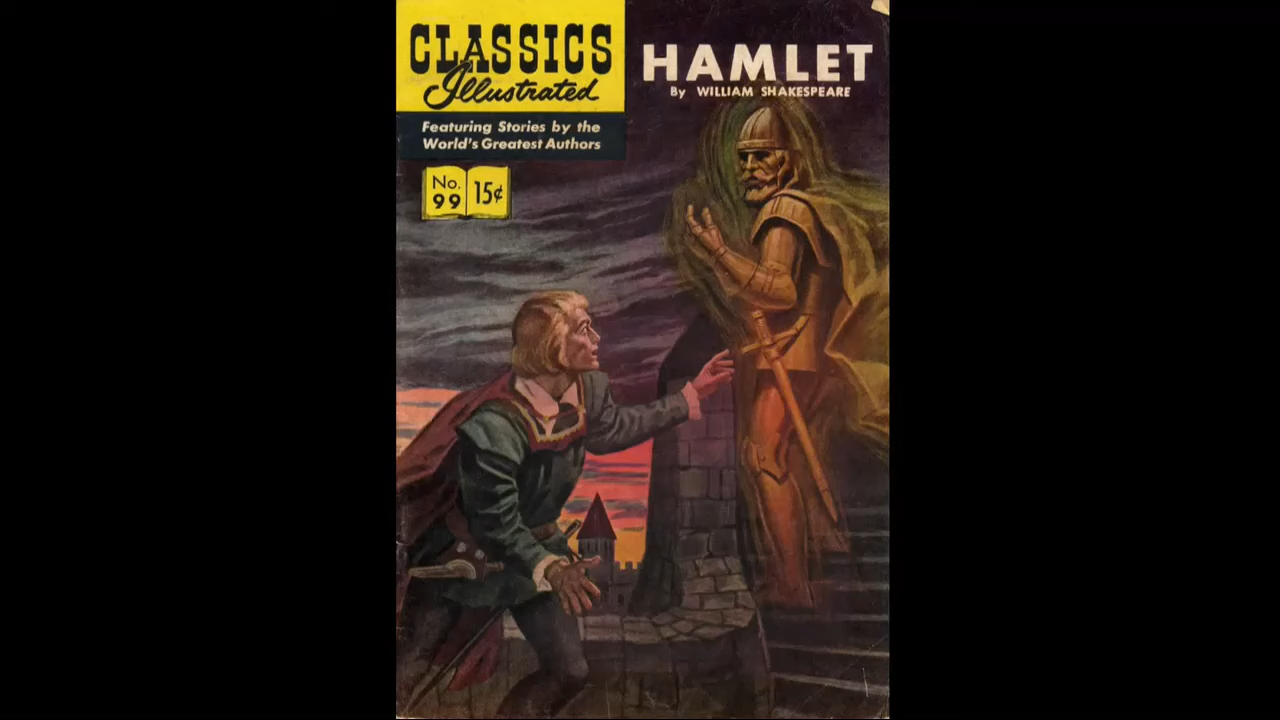 CLASSICS
Illustrated
Featuring Stories by the
World's Greatest Authors
No.
99
15¢
HAMLET
By WILLIAM SHAKESPEARE